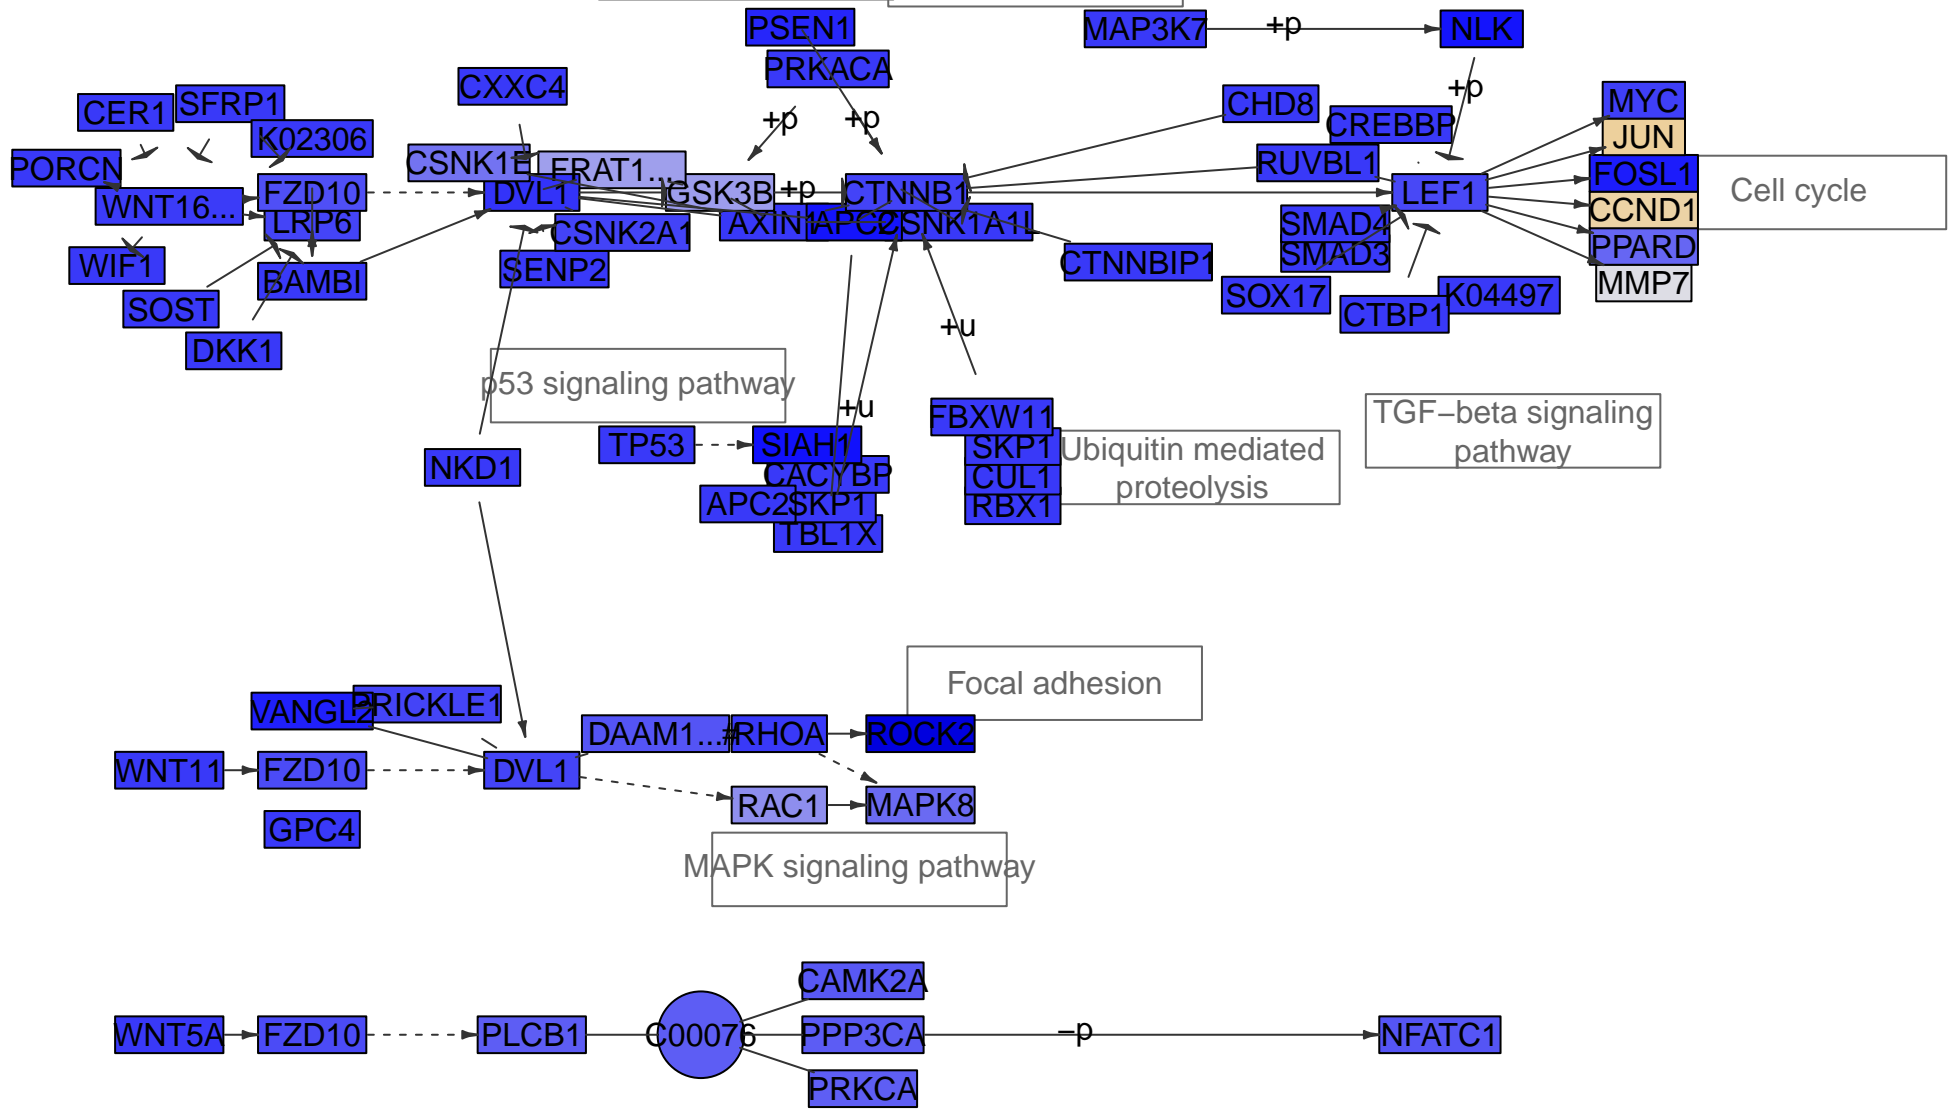 PSEN1
MAP3K7
+p
NLK
PRKACA
CXXC4
+p
CER1
SFRP1
CHD8
MYC
+p
+p
CREBBP
K02306
JUN
PORCN
CSNK1E
FRAT1...
RUVBL1
FOSL1
WNT16...
FZD10
DVL1
GSK3B
+p
CTNNB1
LEF1
Cell cycle
LRP6
AXIN1
APC2
CSNK1A1L
SMAD4
CCND1
CSNK2A1
PPARD
WIF1
BAMBI
SENP2
CTNNBIP1
SMAD3
MMP7
SOST
SOX17
K04497
CTBP1
DKK1
+u
p53 signaling pathway
TGF−beta signaling
pathway
+u
FBXW11
TP53
SIAH1
SKP1
Ubiquitin mediated
proteolysis
NKD1
CACYBP
CUL1
APC2
SKP1
RBX1
TBL1X
Focal adhesion
VANGL2
PRICKLE1
DAAM1...#
RHOA
ROCK2
WNT11
FZD10
DVL1
RAC1
MAPK8
GPC4
MAPK signaling pathway
CAMK2A
WNT5A
FZD10
PLCB1
C00076
PPP3CA
−p
NFATC1
PRKCA